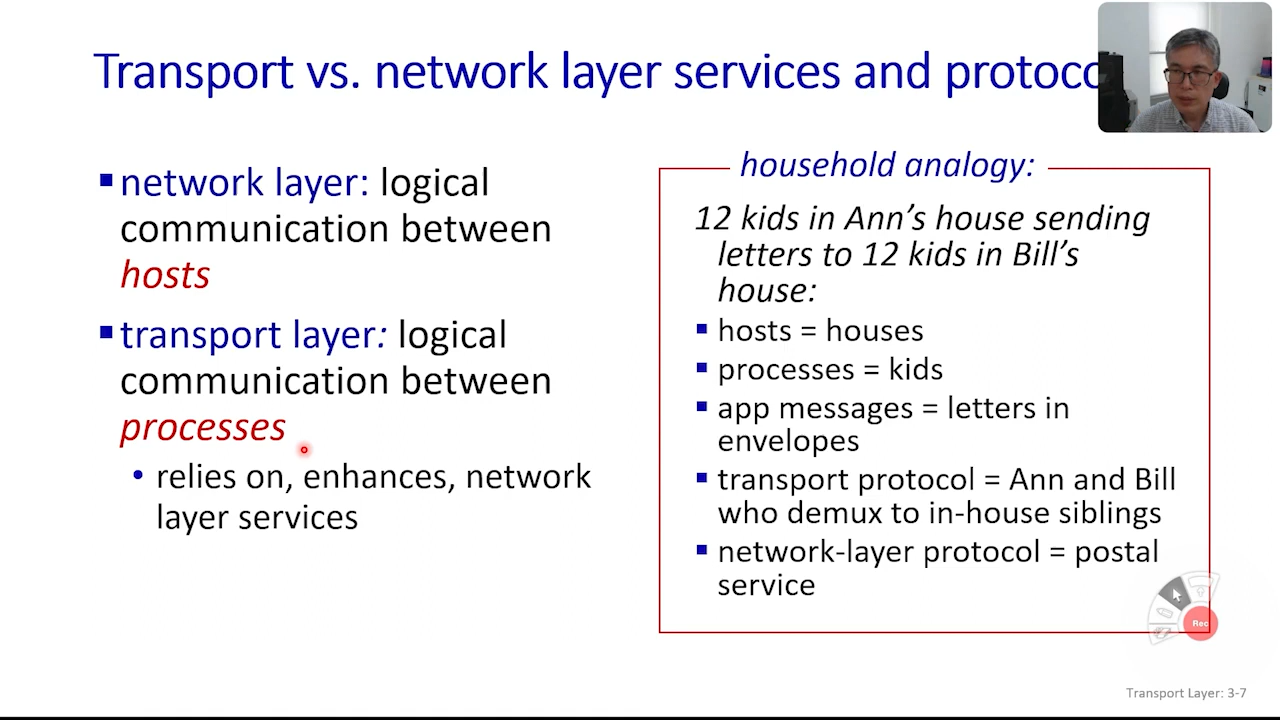 Transport vs. network layer services and protoco
network layer: logical
communication between
hosts
transport layer: logical
communication between
processes
relies on, enhances, network
layer services
household analogy:
12 kids in Ann’s house sending
letters to 12 kids in Bill’s
house:
hosts = houses
processes = kids
app messages = letters in
envelopes
transport protocol = Ann and Bill
who demux to in-house siblings
network-layer protocol = postal
service
Rec
Transport Layer: 3-7